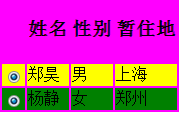 姓名 性别 暂住地
郑昊 男 上海
杨静 女 郑州